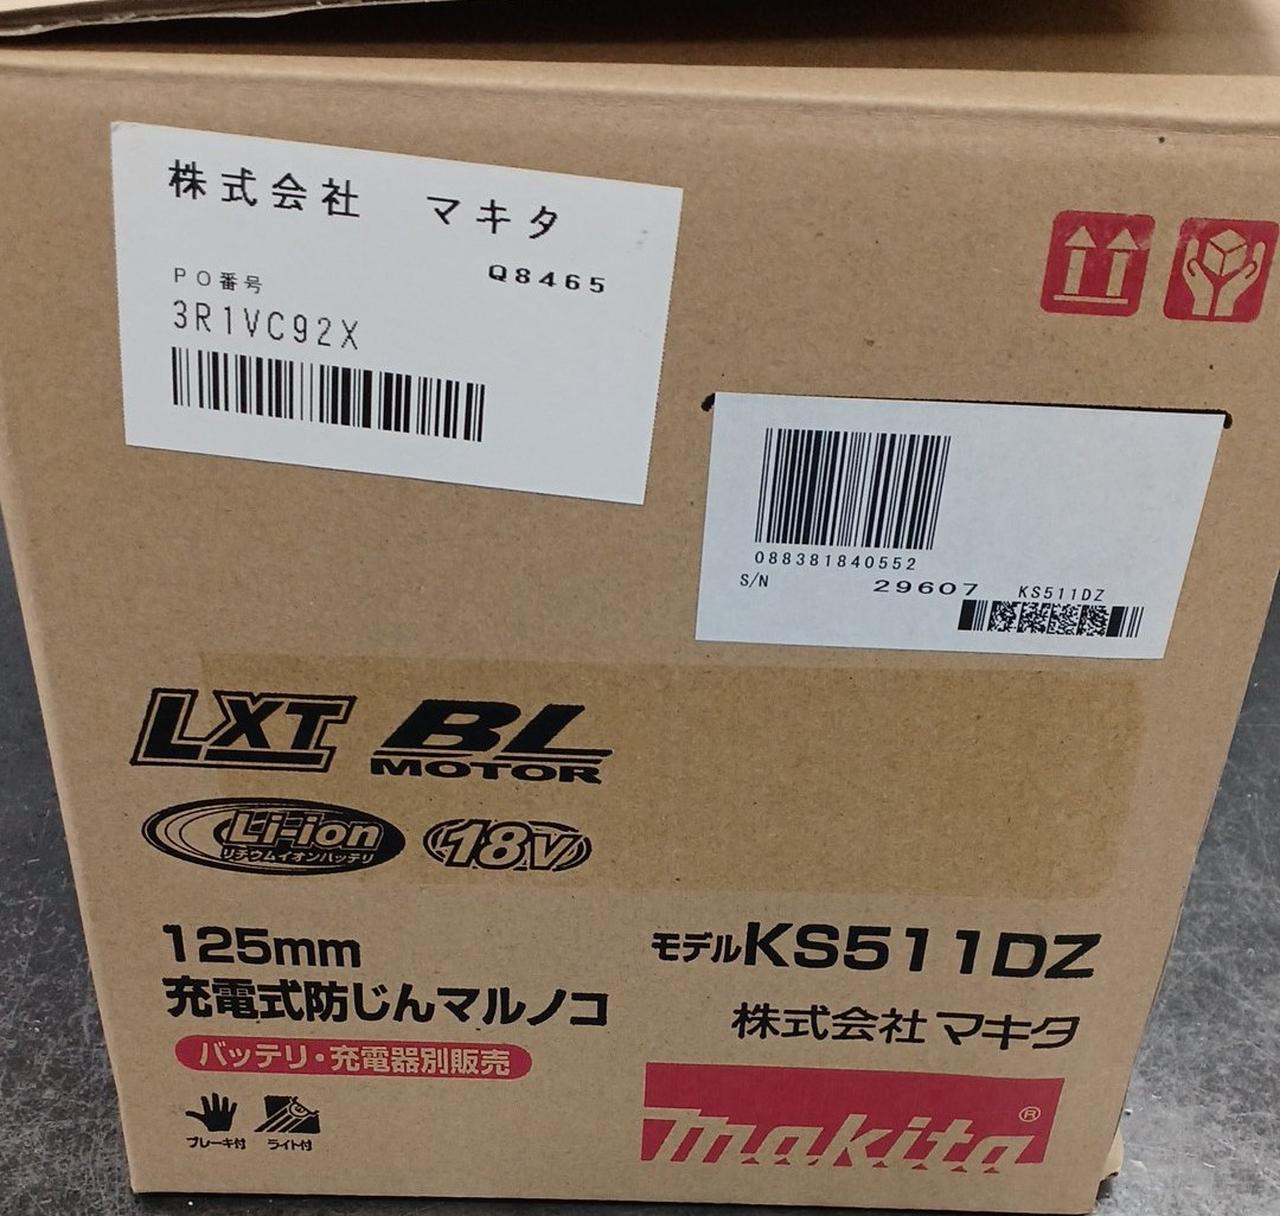 株式会社 マキタ
Q8465
PO番号
3R1VC92X
088381840552
S/N 29607 KS511DZ
LXT BL MOTOR
Li-ion
リチウムイオンバッテリ
18V
125mm
充電式防じんマルノコ
バッテリ・充電器別販売
ブレーキ付 ライト付
モデルKS511DZ
株式会社マキタ
makita®